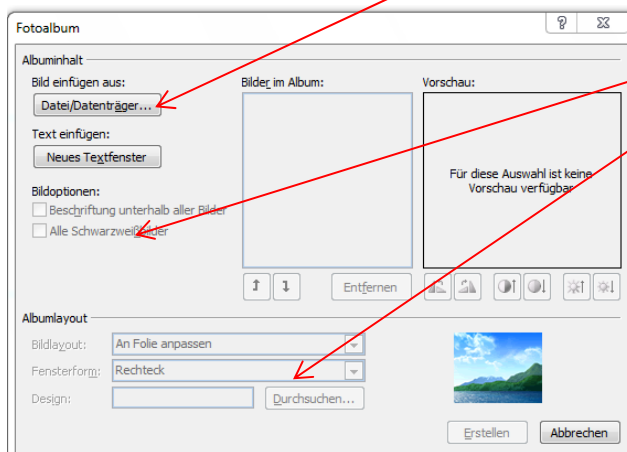 Fotoalbum
Albuminhalt
Bild einfügen aus:
Datei/Datenträger...
Text einfügen:
Neues Textfenster
Bildoptionen:
Beschriftung unterhalb aller Bilder
Alle Schwarzweißbilder
Bilder im Album:
Entfernen
Vorschau:
Für diese Auswahl ist keine
Vorschau verfügbar.
Albumlayout
Bildlayout: An Folie anpassen
Fensterform: Rechteck
Design: Durchsuchen...
Erstellen Abbrechen